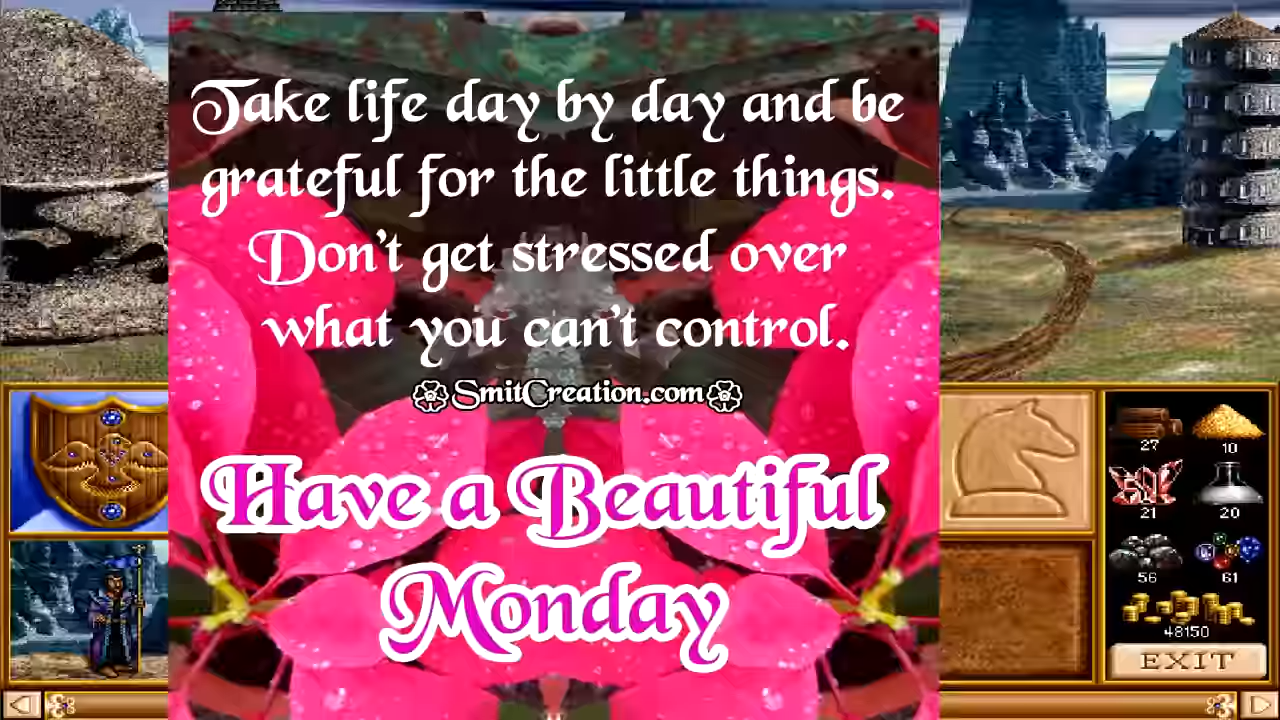 Take life day by day and be
grateful for the little things.
Don't get stressed over
what you can't control.
SmitCreation.com
Have a Beautiful
Monday
27
10
21
20
56
61
48150
EXIT